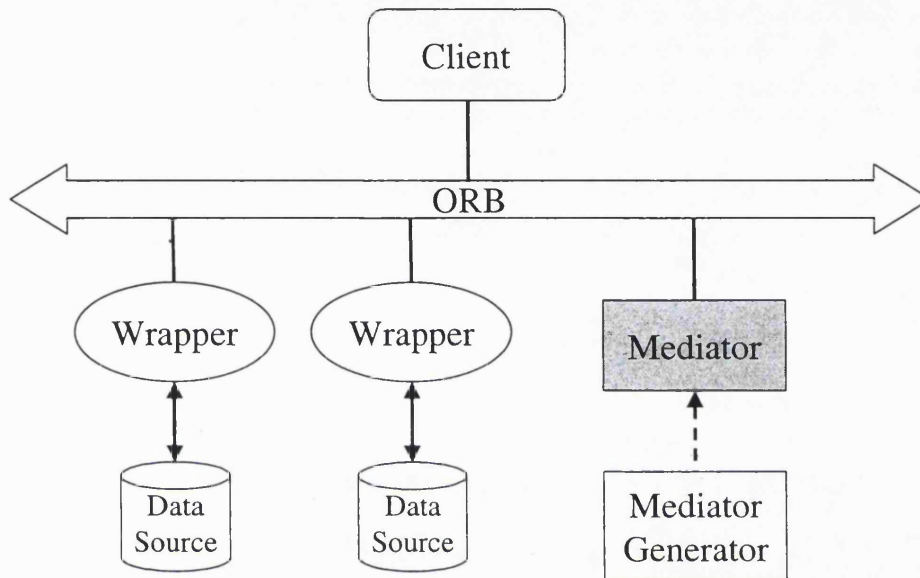 Client
ORB
Wrapper
Wrapper
Mediator
Data
Source
Data
Source
Mediator
Generator